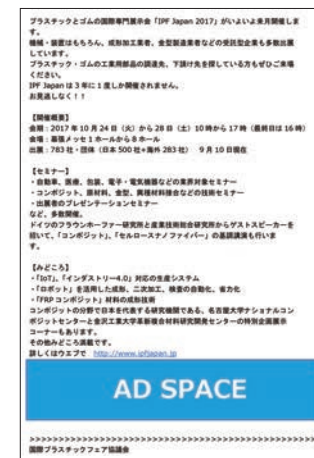 プラスチックとゴムの国際専門展示会「IPF Japan 2017」がいよいよ来月開催しま
す。
機械・装置はもちろん、成形加工業者、金型製造業者などの受託型企業も多数出展
しています。
プラスチック・ゴムの工業用部品の調達先、下請け先を探している方もぜひご来場
ください。
IPF Japan は 3 年に 1 度しか開催されません。
お見逃しなく！！
【開催概要】
会期：2017 年 10 月 24 日（火）から 28 日（土）10 時から 17 時（最終日は 16 時）
会場：幕張メッセ 1 ホールから 8 ホール
出展：783 社・団体（日本 500 社+海外 283 社） 9 月 10 日現在
【セミナー】
・自動車、医療、包装、電子・電気機器などの業界対象セミナー
・コンポジット、原材料、金型、異種材料接合などの技術セミナー
・出展者のプレゼンテーションセミナー
など、多数開催。
ドイツのフラウンホーファー研究所と産業技術総合研究所からゲストスピーカーを
招いて、「コンポジット」、「セルロースナノファイバー」の基調講演も行いま
す。
【みどころ】
・「IoT」、「インダストリー4.0」対応の生産システム
・「ロボット」を活用した成形、二次加工、検査の自動化、省力化
・「FRP コンポジット」材料の成形技術
コンポジットの分野で日本を代表する研究機関である、名古屋大学ナショナルコン
ポジットセンターと金沢工業大学革新複合材料研究開発センターの特別企画展示
コーナーもあります。
その他みどころ満載です。
詳しくはウエブで http://www.ipfjapan.jp
AD SPACE
>>>>>>>>>>>>>>>>>>>>>>>>>>>>>>>>>>>>>>>>>>>>>>>>>
国際プラスチックフェア協議会